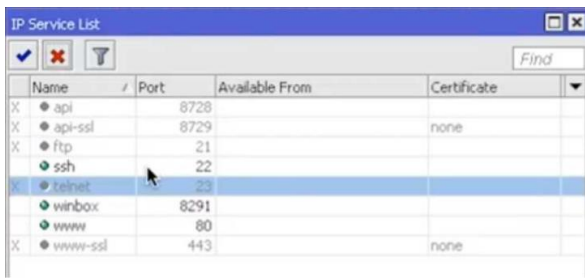 IP Service List
Find
Name / Port Available From Certificate
X api 8728
X api-ssl 8729 none
X ftp 21
ssh 22
X telnet 23
winbox 8291
www 80
X www-ssl 443 none